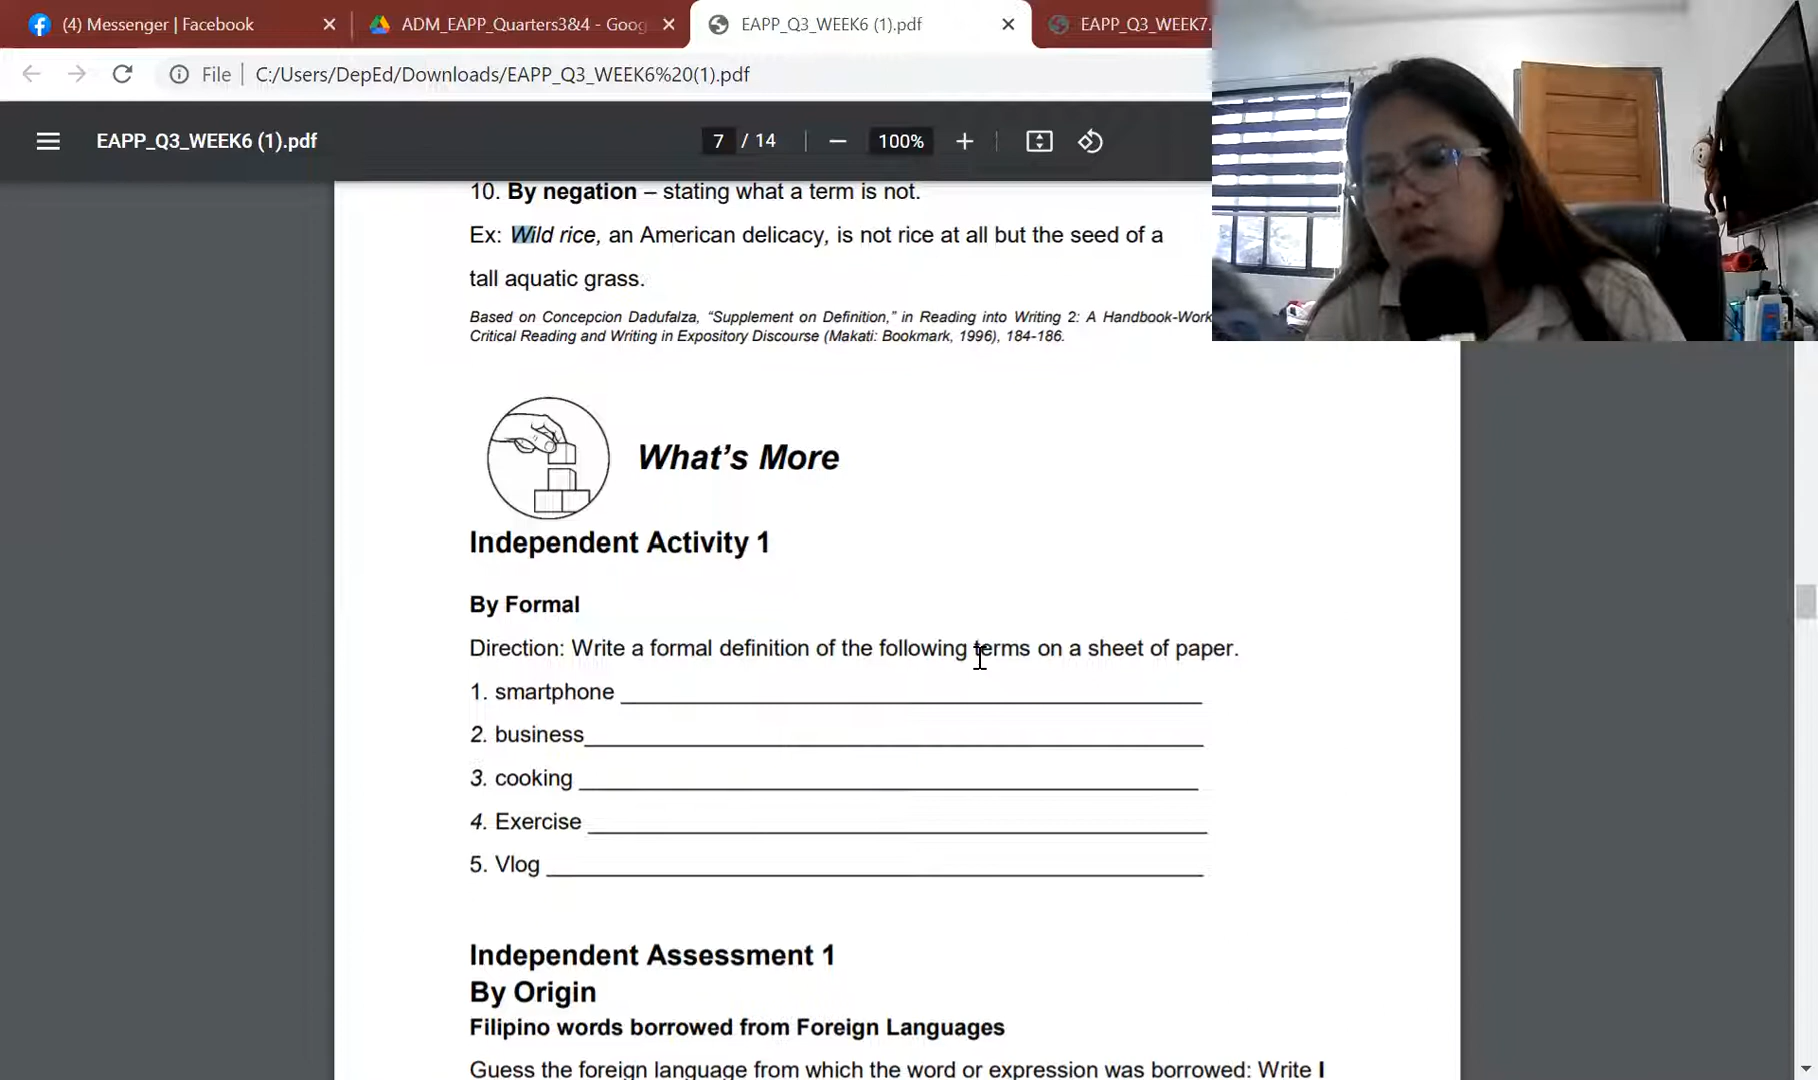 (4) Messenger | Facebook
ADM_EAPP_Quarters3&4 - Goog
EAPP_Q3_WEEK6 (1).pdf
EAPP_Q3_WEEK7.
File
C:/Users/DepEd/Downloads/EAPP_Q3_WEEK6%20(1).pdf
EAPP_Q3_WEEK6 (1).pdf
7 / 14
100%
10. By negation – stating what a term is not.
Ex: Wild rice, an American delicacy, is not rice at all but the seed of a
tall aquatic grass.
Based on Concepcion Dadufalza, “Supplement on Definition,” in Reading into Writing 2: A Handbook-Work
Critical Reading and Writing in Expository Discourse (Makati: Bookmark, 1996), 184-186.
What’s More
Independent Activity 1
By Formal
Direction: Write a formal definition of the following terms on a sheet of paper.
1. smartphone
2. business
3. cooking
4. Exercise
5. Vlog
Independent Assessment 1
By Origin
Filipino words borrowed from Foreign Languages
Guess the foreign language from which the word or expression was borrowed: Write I